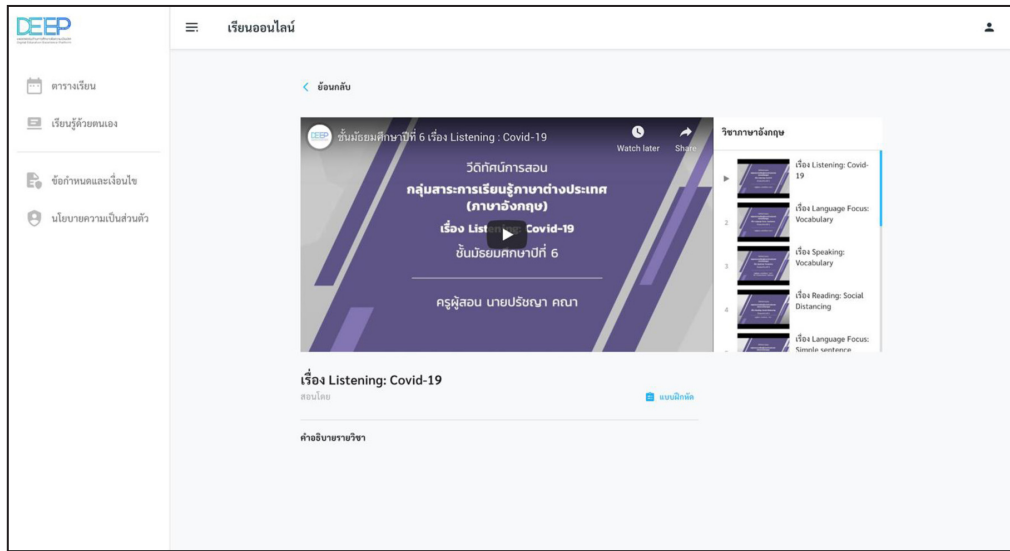 DEEP
เรียนออนไลน์
ตารางเรียน
เรียนรู้ด้วยตนเอง
ข้อกำหนดและเงื่อนไข
นโยบายความเป็นส่วนตัว
ย้อนกลับ
DEEP
ชั้นมัธยมศึกษาปีที่ 6 เรื่อง Listening : Covid-19
Watch later
Share
วีดิทัศน์การสอน
กลุ่มสาระการเรียนรู้ภาษาต่างประเทศ
(ภาษาอังกฤษ)
เรื่อง Listening: Covid-19
ชั้นมัธยมศึกษาปีที่ 6
ครูผู้สอน นายปรัชญา คณา
วิชาภาษาอังกฤษ
เรื่อง Listening: Covid-
19
2
เรื่อง Language Focus:
Vocabulary
3
เรื่อง Speaking:
Vocabulary
4
เรื่อง Reading: Social
Distancing
เรื่อง Language Focus:
Simple sentence
เรื่อง Listening: Covid-19
สอนโดย
แบบฝึกหัด
คำอธิบายรายวิชา